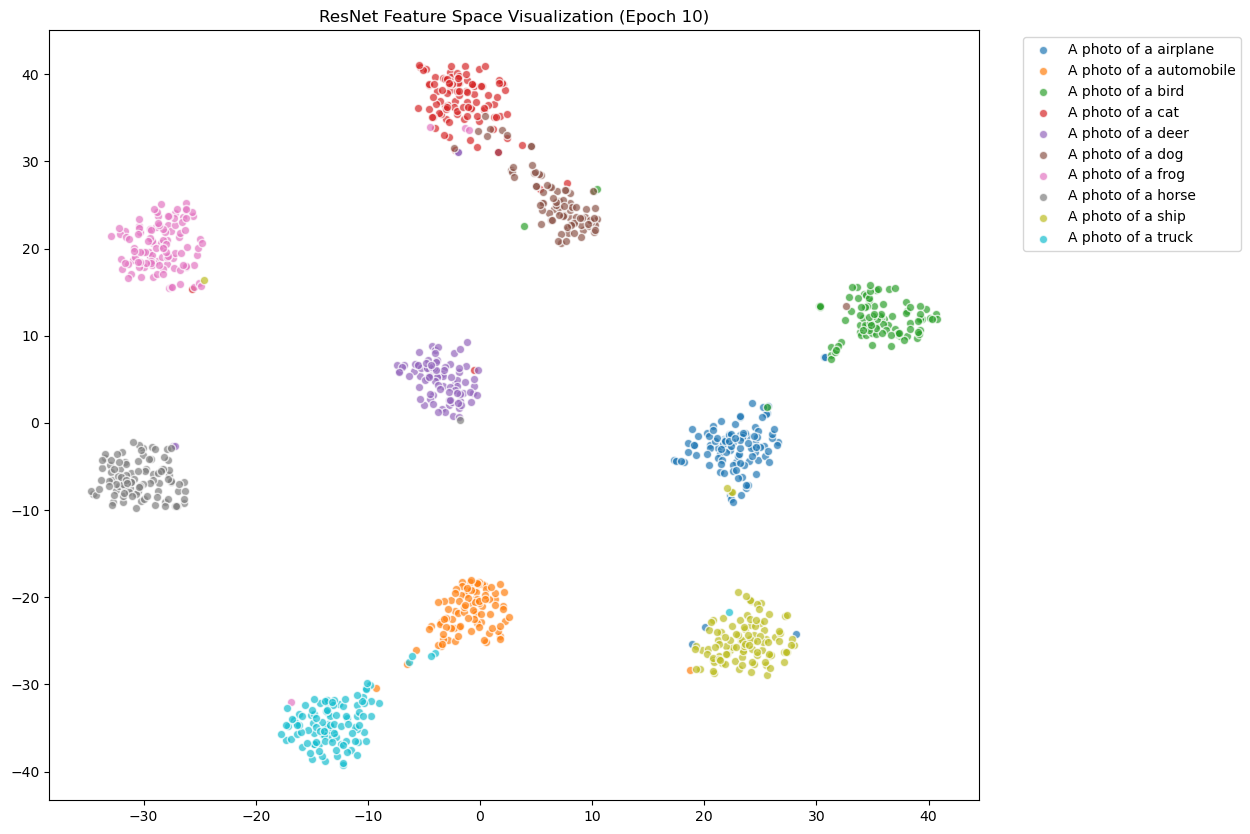 ResNet Feature Space Visualization (Epoch 10)
A photo of a airplane
A photo of a automobile
A photo of a bird
A photo of a cat
A photo of a deer
A photo of a dog
A photo of a frog
A photo of a horse
A photo of a ship
A photo of a truck
40
30
20
10
0
−10
−20
−30
−40
−30 −20 −10 0 10 20 30 40